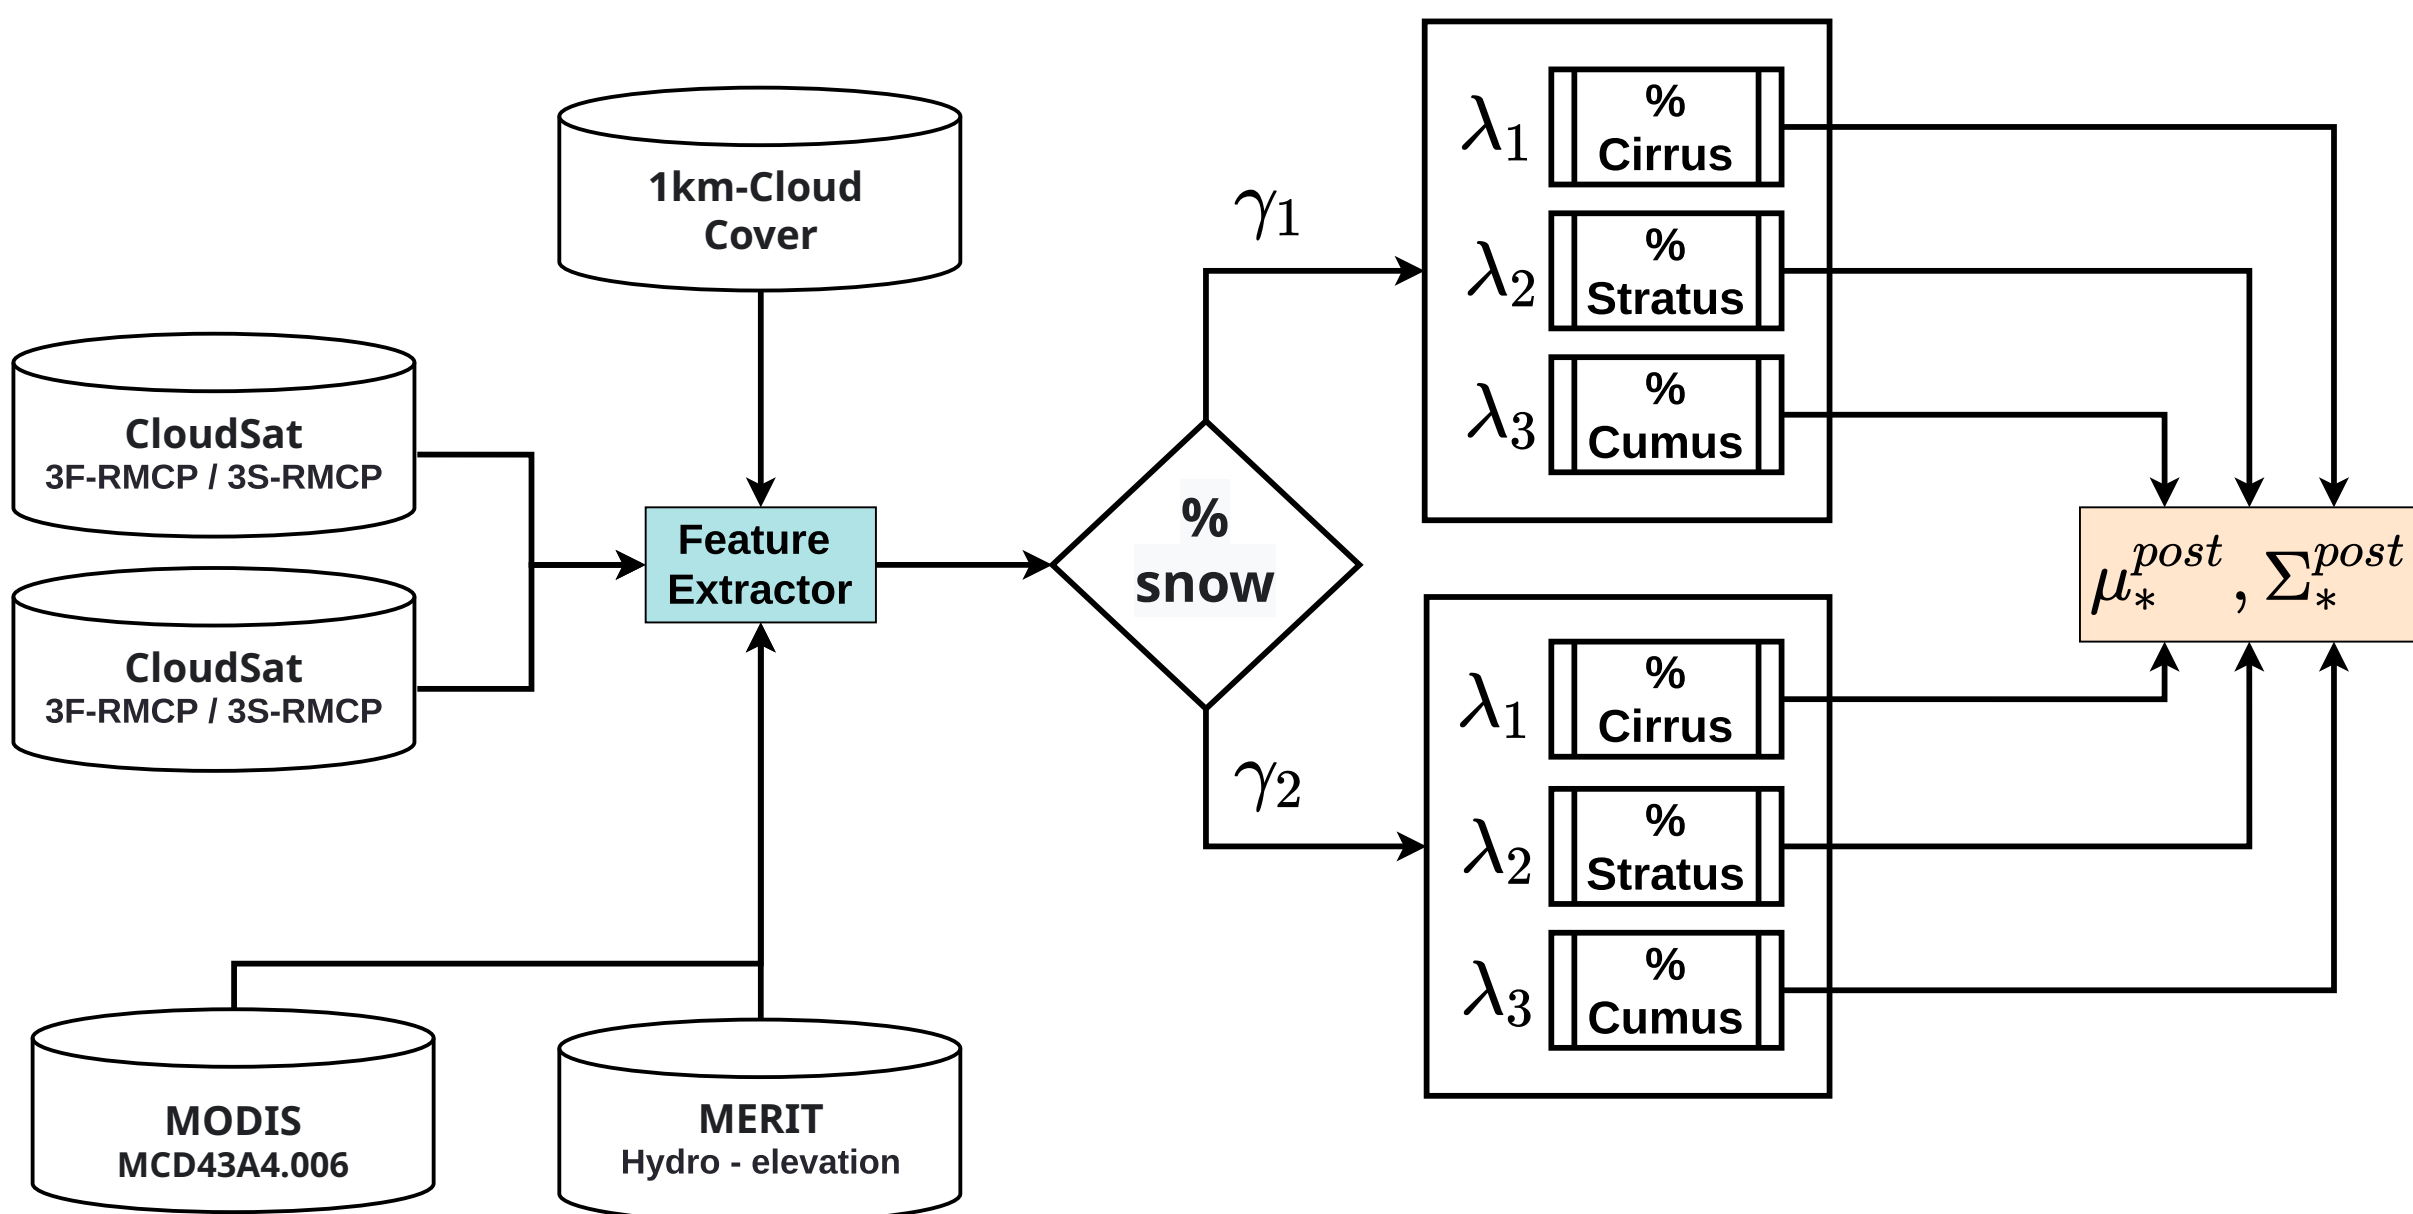 1km-Cloud
Cover
CloudSat
3F-RMCP / 3S-RMCP
CloudSat
3F-RMCP / 3S-RMCP
MODIS
MCD43A4.006
MERIT
Hydro - elevation
Feature
Extractor
%
snow
γ₁
γ₂
λ₁
%
Cirrus
λ₂
%
Stratus
λ₃
%
Cumus
λ₁
%
Cirrus
λ₂
%
Stratus
λ₃
%
Cumus
μ_*^{post}, Σ_*^{post}